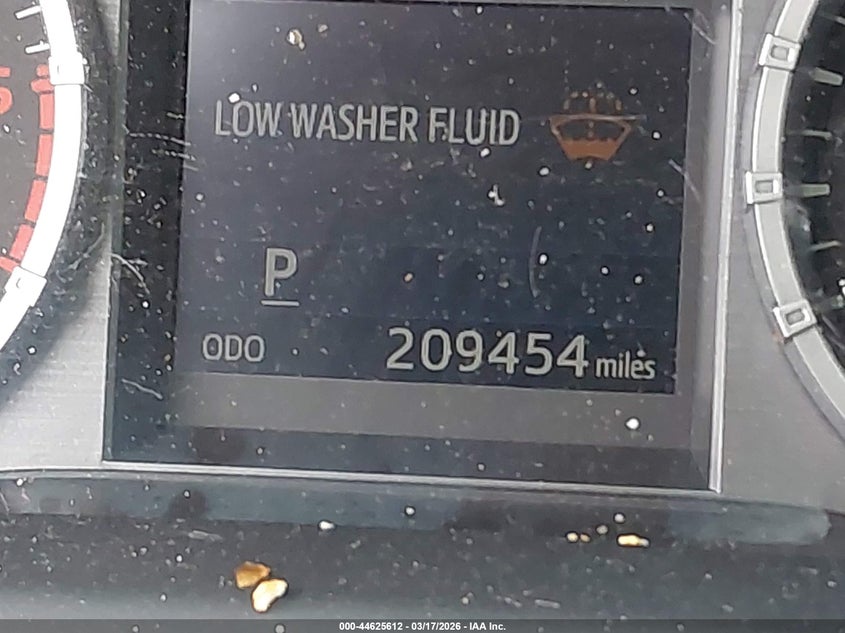 LOW WASHER FLUID
P
ODO 209454 miles
000-44625612 - 03/17/2026 - IAA Inc.